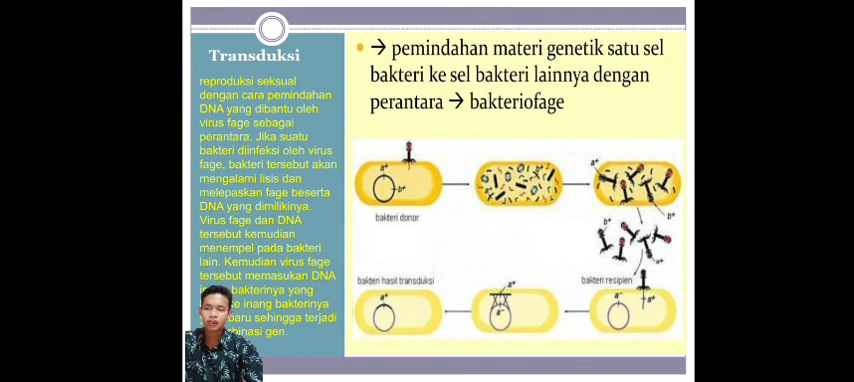 Transduksi
reproduksi seksual
dengan cara pemindahan
DNA yang dibantu oleh
virus fage sebagai
perantara. Jika suatu
bakteri diinfeksi oleh virus
fage, bakteri tersebut akan
mengalami lisis dan
melepaskan fage beserta
DNA yang dimilikinya.
Virus fage dan DNA
tersebut kemudian
menempel pada bakteri
lain. Kemudian virus fage
tersebut memasukan DNA
bakterinya yang
inang bakterinya
baru sehingga terjadi
gen.
→ pemindahan materi genetik satu sel
bakteri ke sel bakteri lainnya dengan
perantara → bakteriofage
a+
b+
bakteri donor
a+
b+
b+
a+
bakteri hasil transduksi
a+
a+
a-
bakteri resipien
a+
a-